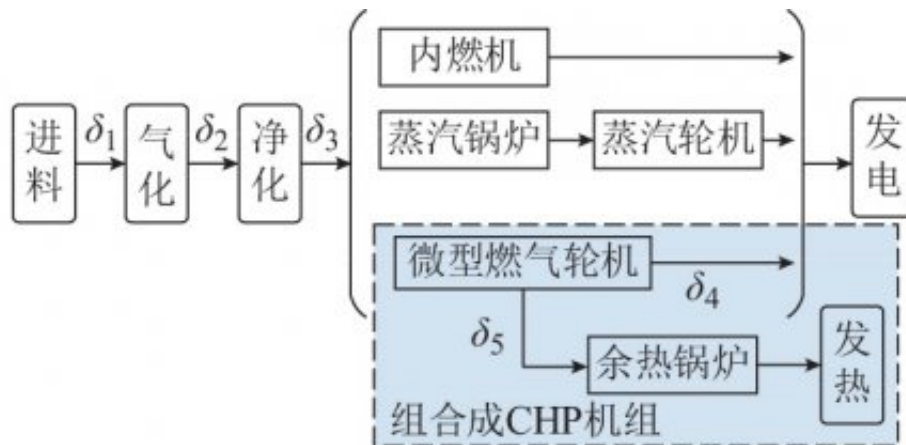 进料
δ1
气化
δ2
净化
δ3
内燃机
蒸汽锅炉
蒸汽轮机
发电
微型燃气轮机
δ4
δ5
余热锅炉
发热
组合成CHP机组